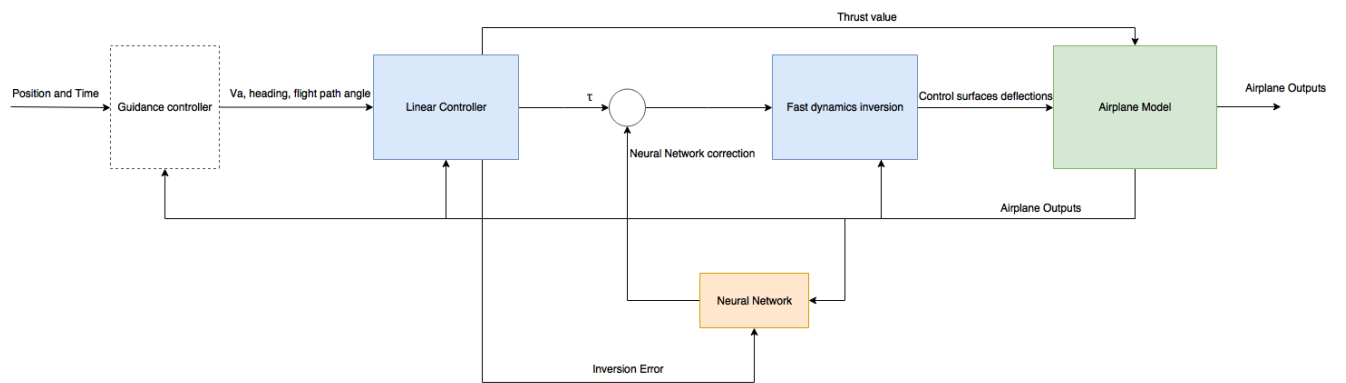 Thrust value
Position and Time
Guidance controller
Va, heading, flight path angle
Linear Controller
τ
Fast dynamics inversion
Control surfaces deflections
Airplane Model
Airplane Outputs
Neural Network correction
Airplane Outputs
Neural Network
Inversion Error